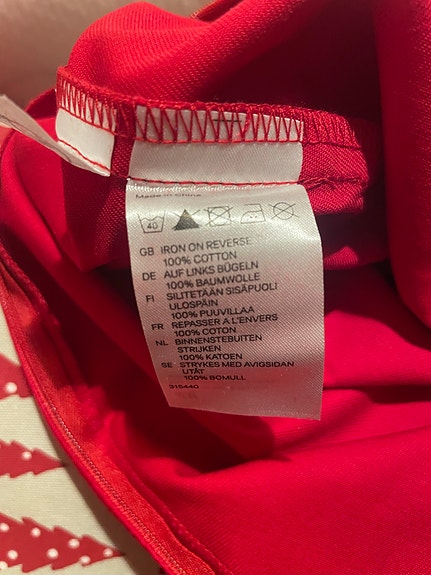 Made in China
40
GB IRON ON REVERSE
100% COTTON
DE AUF LINKS BÜGELN
100% BAUMWOLLE
FI SILITETÄÄN SISÄPUOLI
ULOSPÄIN
100% PUUVILLAA
FR REPASSER A L'ENVERS
100% COTON
NL BINNENSTEBUITEN
STRIJKEN
100% KATOEN
SE STRYKES MED AVIGSIDAN
UTÅT
100% BOMULL
315440